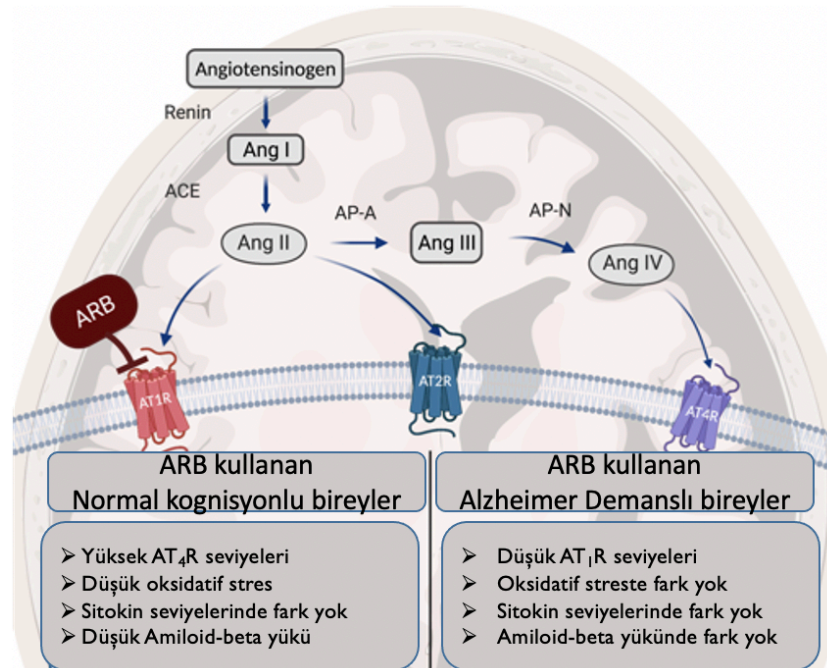 Angiotensinogen
Renin
Ang I
ACE
Ang II
AP-A
Ang III
AP-N
Ang IV
ARB
AT1R
AT2R
AT4R
ARB kullanan
Normal kognisyonlu bireyler
➢ Yüksek AT₄R seviyeleri
➢ Düşük oksidatif stres
➢ Sitokin seviyelerinde fark yok
➢ Düşük Amiloid-beta yükü
ARB kullanan
Alzheimer Demanslı bireyler
➢ Düşük AT₁R seviyeleri
➢ Oksidatif streste fark yok
➢ Sitokin seviyelerinde fark yok
➢ Amiloid-beta yükünde fark yok